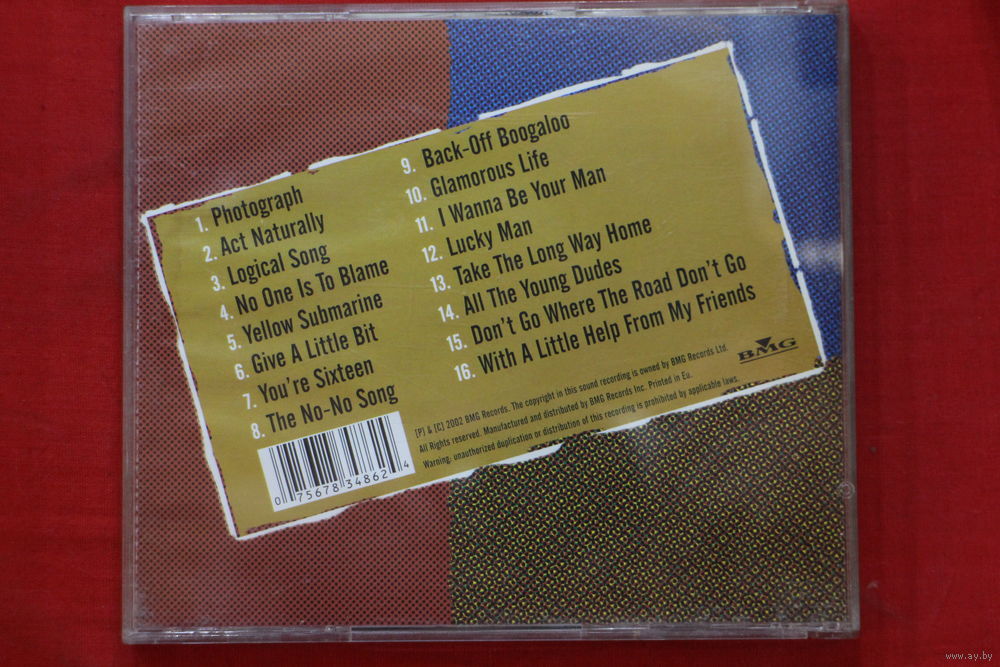 1. Photograph
2. Act Naturally
3. Logical Song
4. No One Is To Blame
5. Yellow Submarine
6. Give A Little Bit
7. You're Sixteen
8. The No-No Song
9. Back-Off Boogaloo
10. Glamorous Life
11. I Wanna Be Your Man
12. Lucky Man
13. Take The Long Way Home
14. All The Young Dudes
15. Don't Go Where The Road Don't Go
16. With A Little Help From My Friends
[P] & [C] 2002 BMG Records. The copyright in this sound recording is owned by BMG Records Ltd.
All Rights reserved. Manufactured and distributed by BMG Records Inc. Printed in Eu.
Warning: unauthorized duplication or distribution of this recording is prohibited by applicable laws.
BMG
0 75678 34862 4
www.ay.by